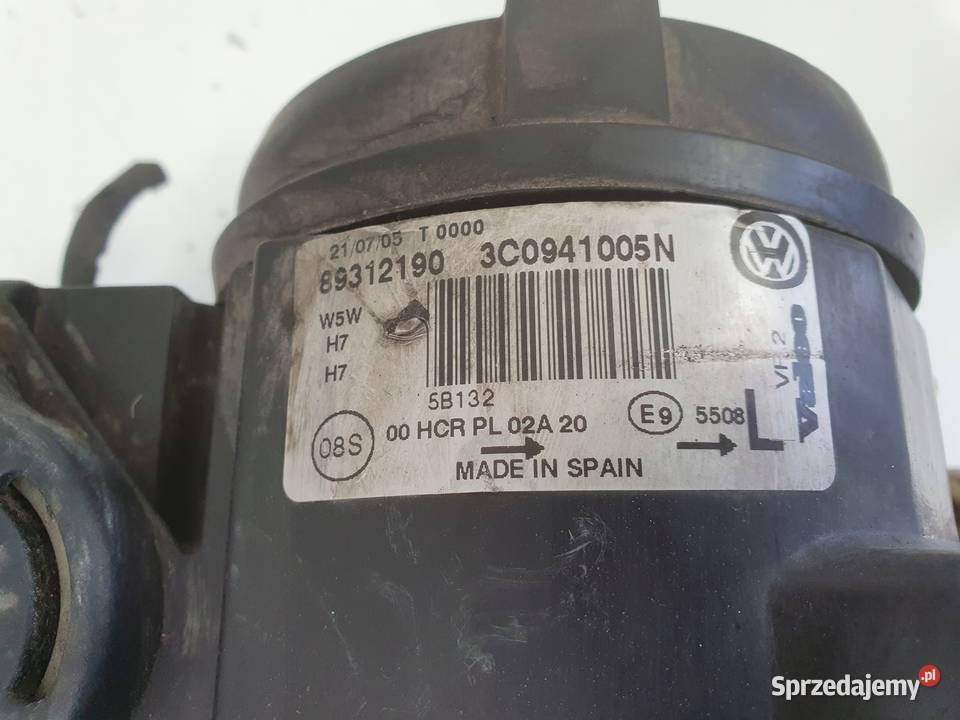 21/07/05 T 0000
89312190 3C0941005N
W5W
H7
H7
5B132
08S
00 HCR PL 02A 20
E9 5508 L
MADE IN SPAIN
VW
Sprzedajemy.pl